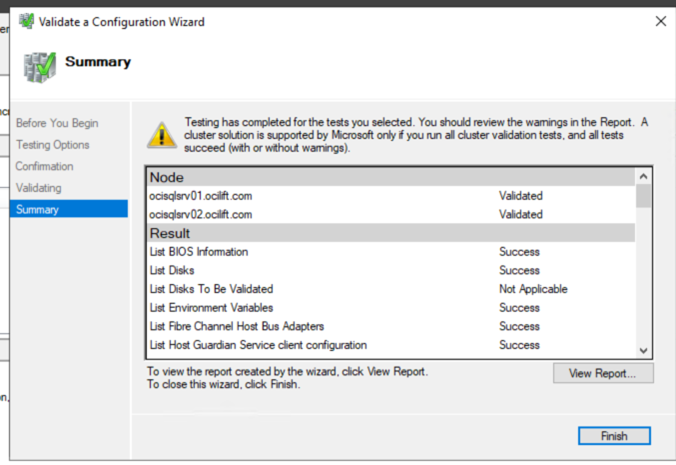 Validate a Configuration Wizard
Summary
Before You Begin
Testing Options
Confirmation
Validating
Summary
Testing has completed for the tests you selected. You should review the warnings in the Report. A
cluster solution is supported by Microsoft only if you run all cluster validation tests, and all tests
succeed (with or without warnings).
Node
ocisqlsrv01.ocilift.com Validated
ocisqlsrv02.ocilift.com Validated
Result
List BIOS Information Success
List Disks Success
List Disks To Be Validated Not Applicable
List Environment Variables Success
List Fibre Channel Host Bus Adapters Success
List Host Guardian Service client configuration Success
To view the report created by the wizard, click View Report.
To close this wizard, click Finish.
View Report...
Finish